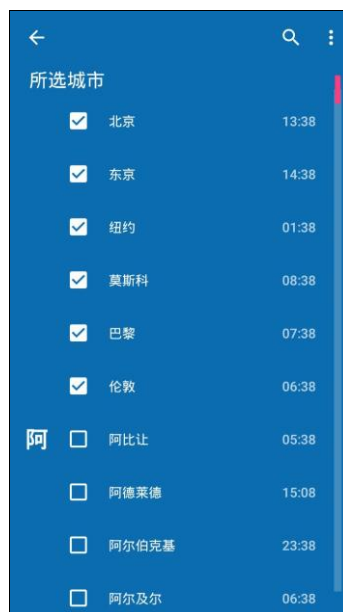 所选城市
北京 13:38
东京 14:38
纽约 01:38
莫斯科 08:38
巴黎 07:38
伦敦 06:38
阿 阿比让 05:38
阿德莱德 15:08
阿尔伯克基 23:38
阿尔及尔 06:38